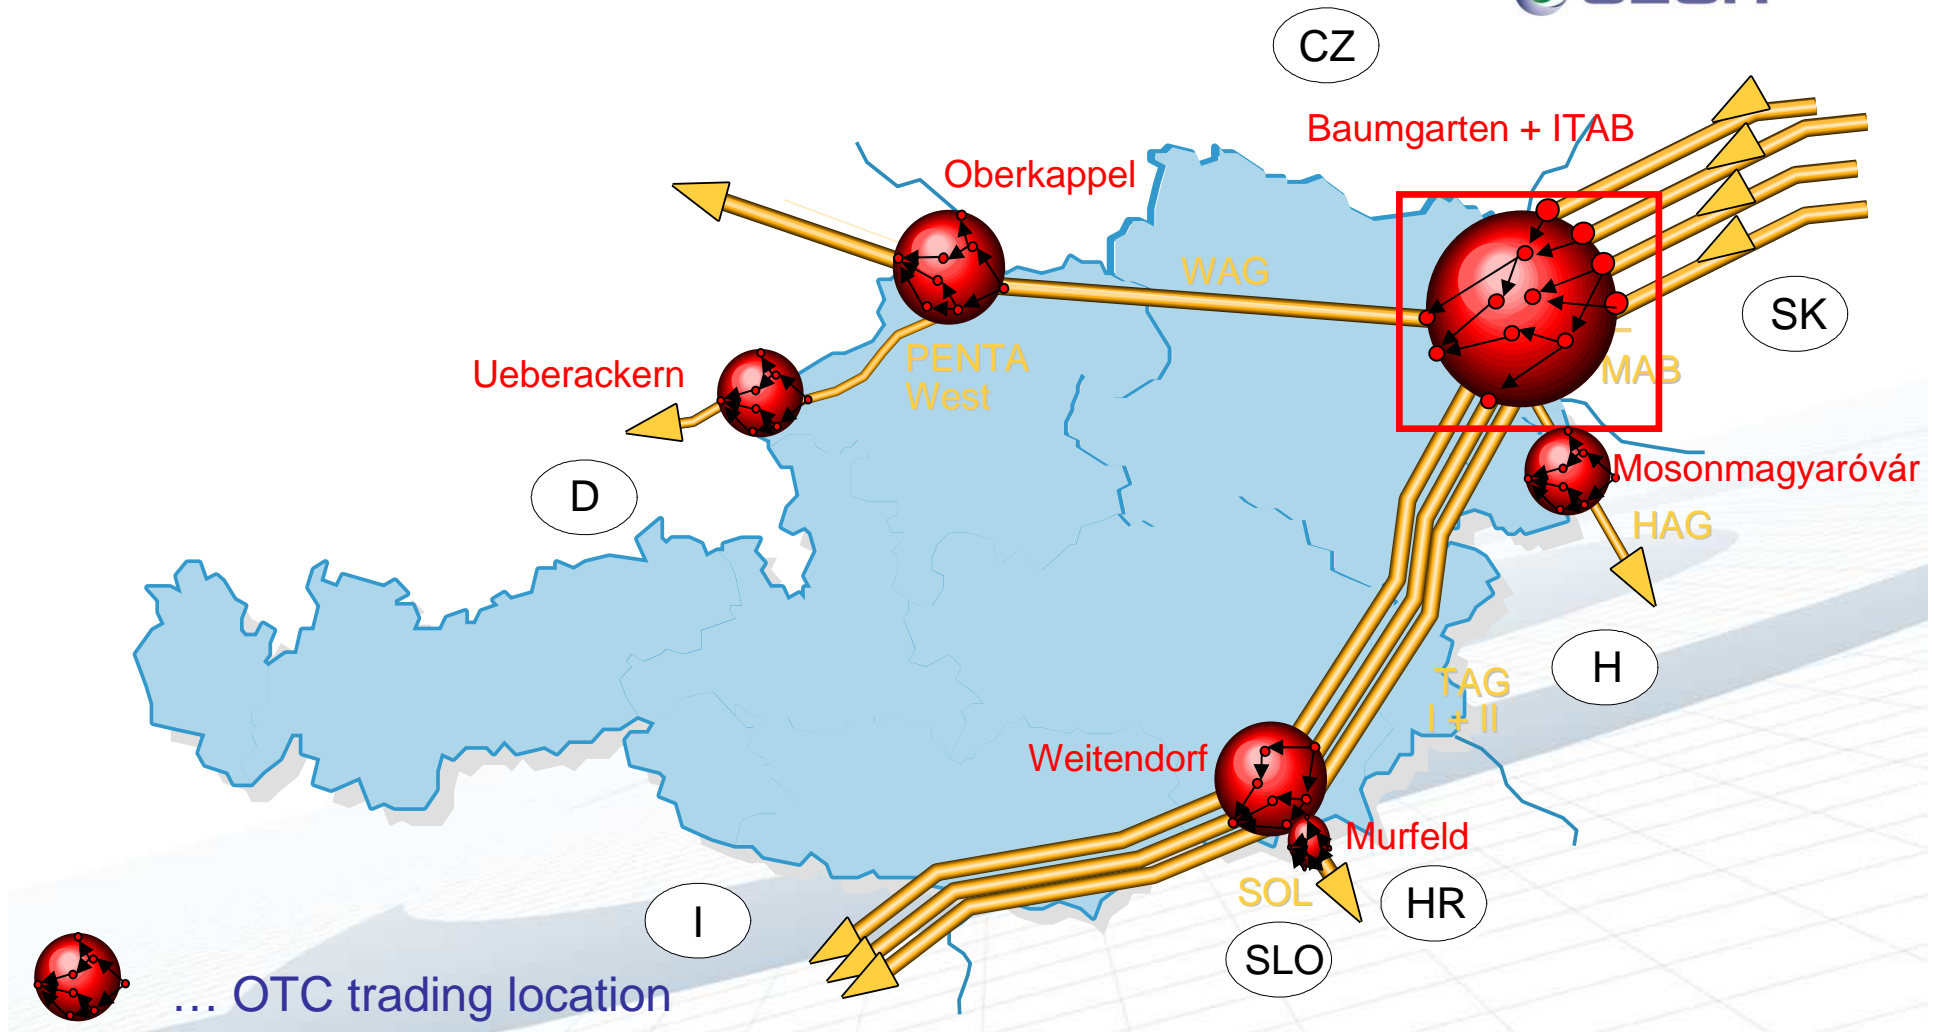 CZ
Baumgarten + ITAB
Oberkappel
WAG
SK
PENTA
West
MAB
Ueberackern
Mosonmagyaróvár
D
HAG
H
TAG
I + II
Weitendorf
Murfeld
SOL
HR
I
SLO
... OTC trading location